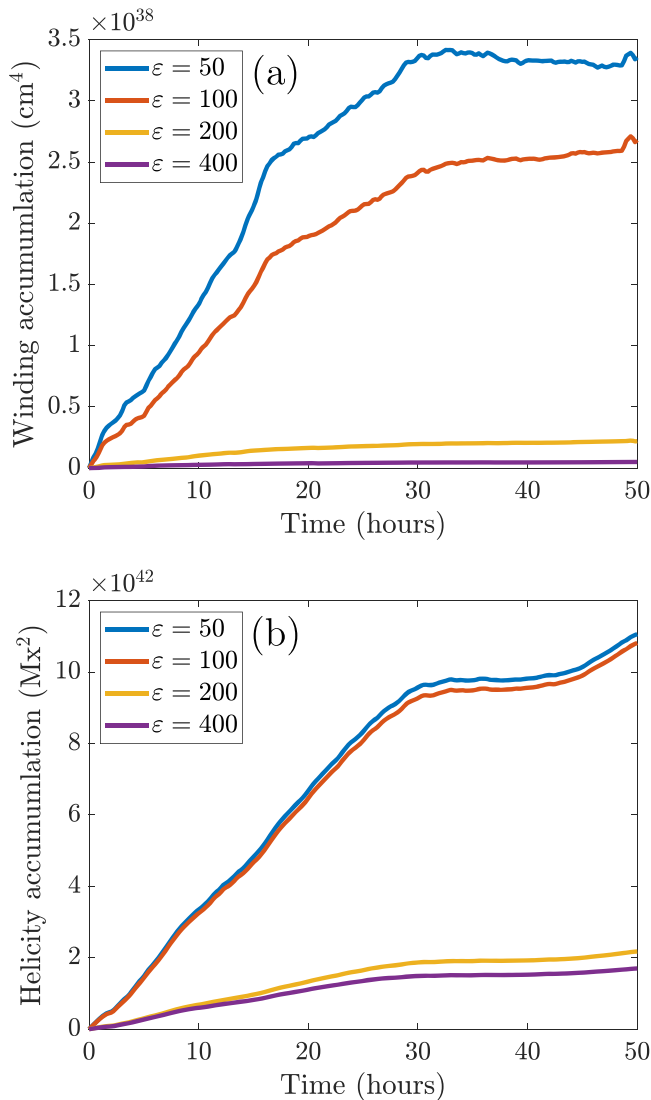 ×10^38
3.5
3
2.5
2
1.5
1
0.5
0
Winding accumumlation (cm^4)
ε = 50
ε = 100
ε = 200
ε = 400
(a)
0 10 20 30 40 50
Time (hours)
×10^42
12
10
8
6
4
2
0
Helicity accumumlation (Mx^2)
ε = 50
ε = 100
ε = 200
ε = 400
(b)
0 10 20 30 40 50
Time (hours)